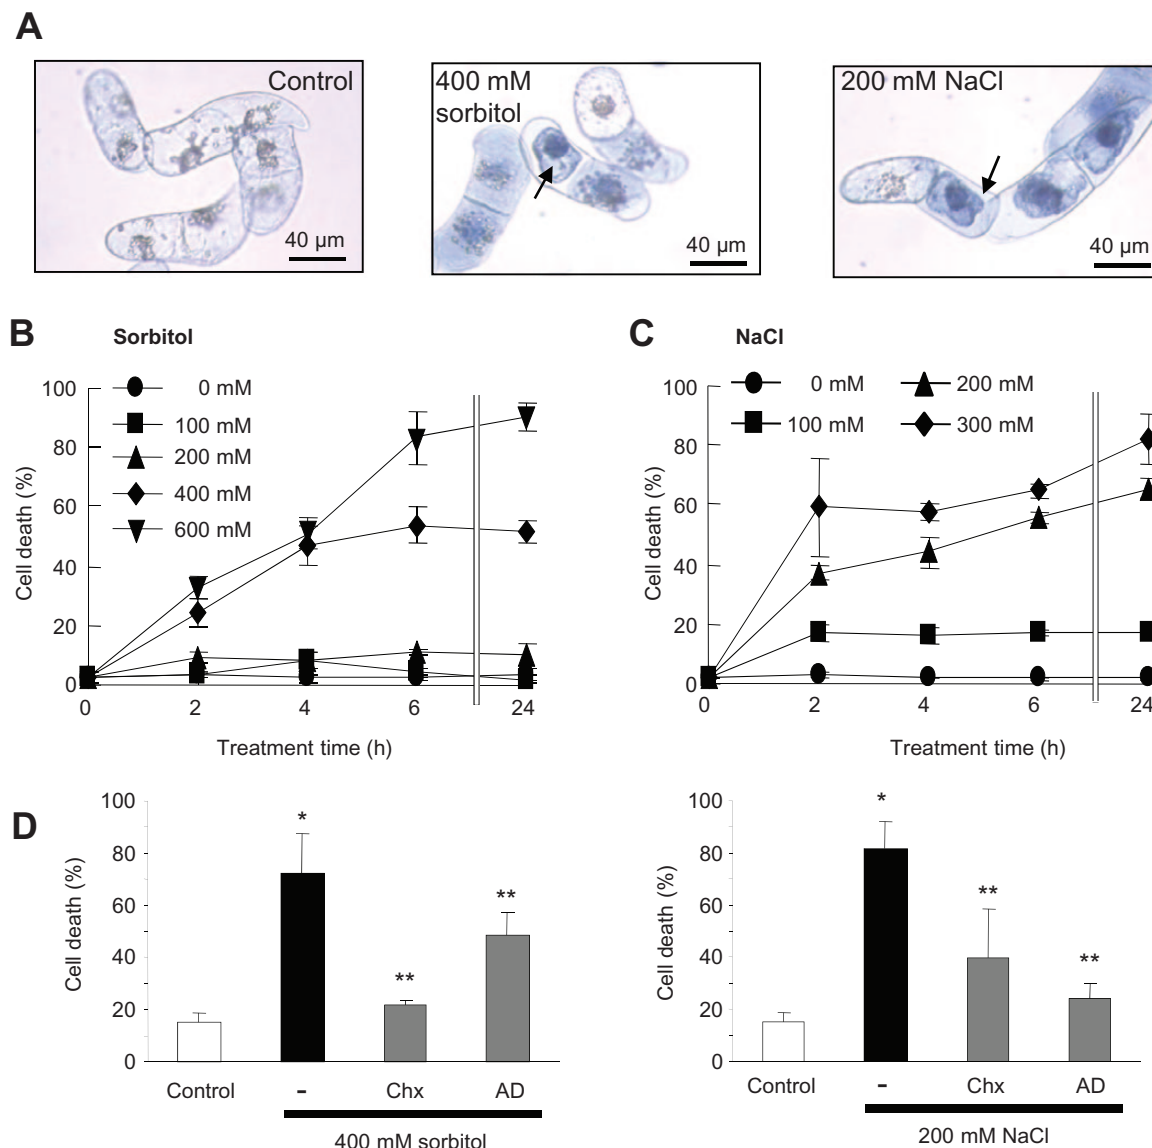 A
Control
40 µm
400 mM
sorbitol
40 µm
200 mM NaCl
40 µm
B
Sorbitol
0 mM
100 mM
200 mM
400 mM
600 mM
100
80
60
40
20
0
Cell death (%)
0 2 4 6 24
Treatment time (h)
C
NaCl
0 mM
100 mM
200 mM
300 mM
100
80
60
40
20
0
Cell death (%)
0 2 4 6 24
Treatment time (h)
D
100
80
60
40
20
0
Cell death (%)
*
**
**
Control - Chx AD
400 mM sorbitol
100
80
60
40
20
0
Cell death (%)
*
**
**
Control - Chx AD
200 mM NaCl